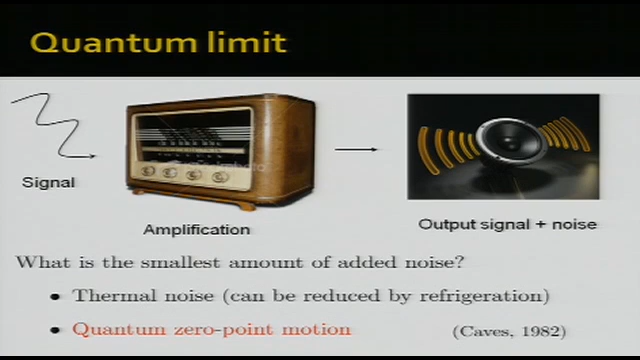 Quantum limit
Signal
Amplification
Output signal + noise
What is the smallest amount of added noise?
• Thermal noise (can be reduced by refrigeration)
• Quantum zero-point motion (Caves, 1982)